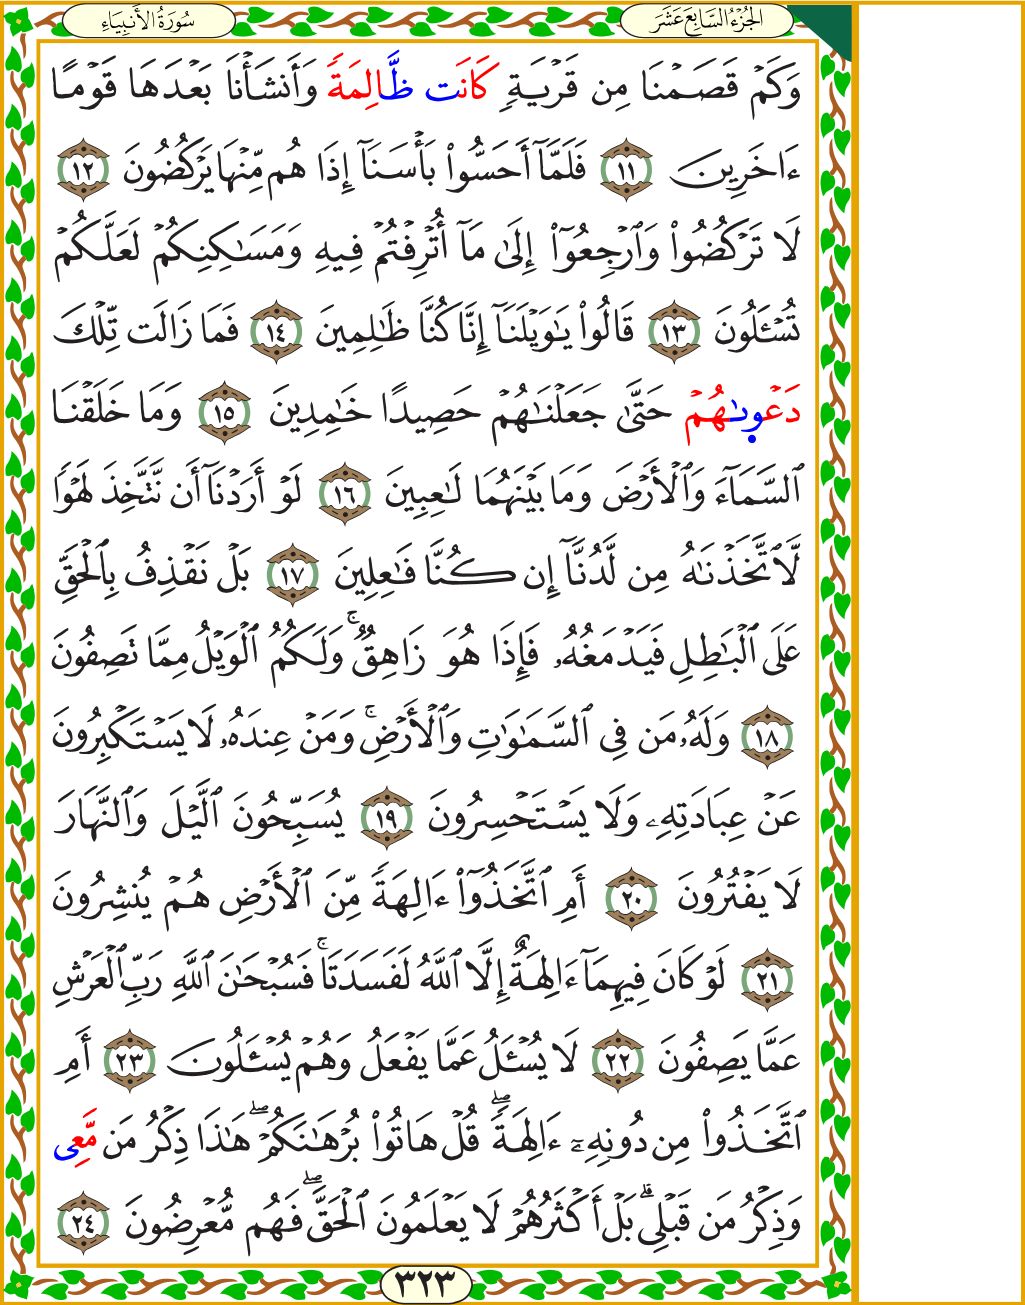 الجُزْءُ السَّابِعَ عَشَرَ
سُورَةُ الأَنبِيَاءِ
وَكَمْ قَصَمْنَا مِن قَرْيَةٍ كَانَت ظَّالِمَةً وَأَنشَأْنَا بَعْدَهَا قَوْمًا
ءَاخَرِينَ ١١ فَلَمَّآ أَحَسُّوا۟ بَأْسَنَآ إِذَا هُم مِّنْهَا يَرْكُضُونَ ١٢
لَا تَرْكُضُوا۟ وَٱرْجِعُوٓا۟ إِلَىٰ مَآ أُتْرِفْتُمْ فِيهِ وَمَسَـٰكِنِكُمْ لَعَلَّكُمْ
تُسْـَٔلُونَ ١٣ قَالُوا۟ يَـٰوَيْلَنَآ إِنَّا كُنَّا ظَـٰلِمِينَ ١٤ فَمَا زَالَت تِّلْكَ
دَعْوٜىٰهُمْ حَتَّىٰ جَعَلْنَـٰهُمْ حَصِيدًا خَـٰمِدِينَ ١٥ وَمَا خَلَقْنَا
ٱلسَّمَآءَ وَٱلْأَرْضَ وَمَا بَيْنَهُمَا لَـٰعِبِينَ ١٦ لَوْ أَرَدْنَآ أَن نَّتَّخِذَ لَهْوًا
لَّٱتَّخَذْنَـٰهُ مِن لَّدُنَّآ إِن كُنَّا فَـٰعِلِينَ ١٧ بَلْ نَقْذِفُ بِٱلْحَقِّ
عَلَى ٱلْبَـٰطِلِ فَيَدْمَغُهُۥ فَإِذَا هُوَ زَاهِقٌ ۚ وَلَكُمُ ٱلْوَيْلُ مِمَّا تَصِفُونَ
١٨ وَلَهُۥ مَن فِى ٱلسَّمَـٰوَٰتِ وَٱلْأَرْضِ ۚ وَمَنْ عِندَهُۥ لَا يَسْتَكْبِرُونَ
عَنْ عِبَادَتِهِۦ وَلَا يَسْتَحْسِرُونَ ١٩ يُسَبِّحُونَ ٱلَّيْلَ وَٱلنَّهَارَ
لَا يَفْتُرُونَ ٢٠ أَمِ ٱتَّخَذُوٓا۟ ءَالِهَةً مِّنَ ٱلْأَرْضِ هُمْ يُنشِرُونَ
٢١ لَوْ كَانَ فِيهِمَآ ءَالِهَةٌ إِلَّا ٱللَّهُ لَفَسَدَتَا ۚ فَسُبْحَـٰنَ ٱللَّهِ رَبِّ ٱلْعَرْشِ
عَمَّا يَصِفُونَ ٢٢ لَا يُسْـَٔلُ عَمَّا يَفْعَلُ وَهُمْ يُسْـَٔلُونَ ٢٣ أَمِ
ٱتَّخَذُوا۟ مِن دُونِهِۦٓ ءَالِهَةً ۖ قُلْ هَاتُوا۟ بُرْهَـٰنَكُمْ ۖ هَـٰذَا ذِكْرُ مَن مَّعِى
وَذِكْرُ مَن قَبْلِى ۗ بَلْ أَكْثَرُهُمْ لَا يَعْلَمُونَ ٱلْحَقَّ ۖ فَهُم مُّعْرِضُونَ ٢٤
٣٢٣